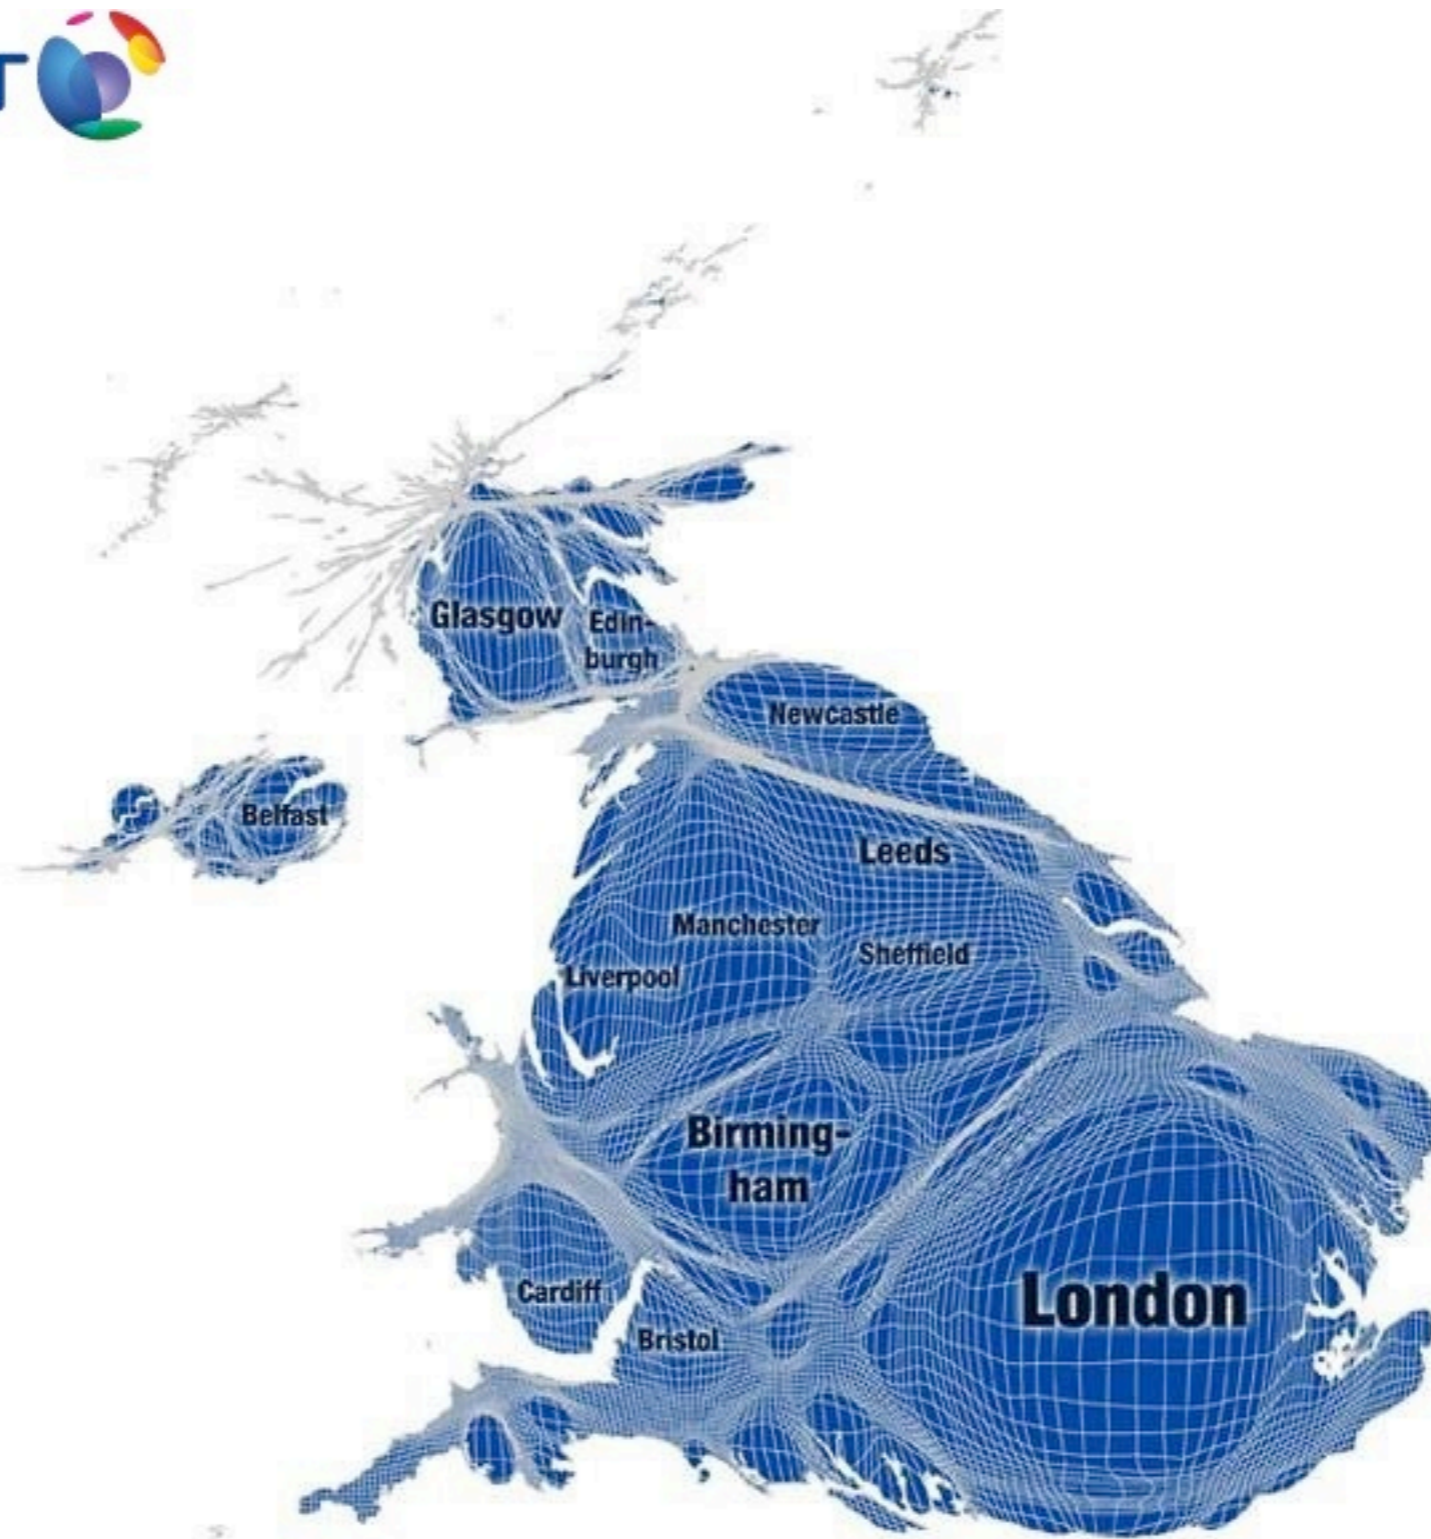 Glasgow
Edin-
burgh
Newcastle
Belfast
Leeds
Manchester
Sheffield
Liverpool
Birming-
ham
Cardiff
London
Bristol